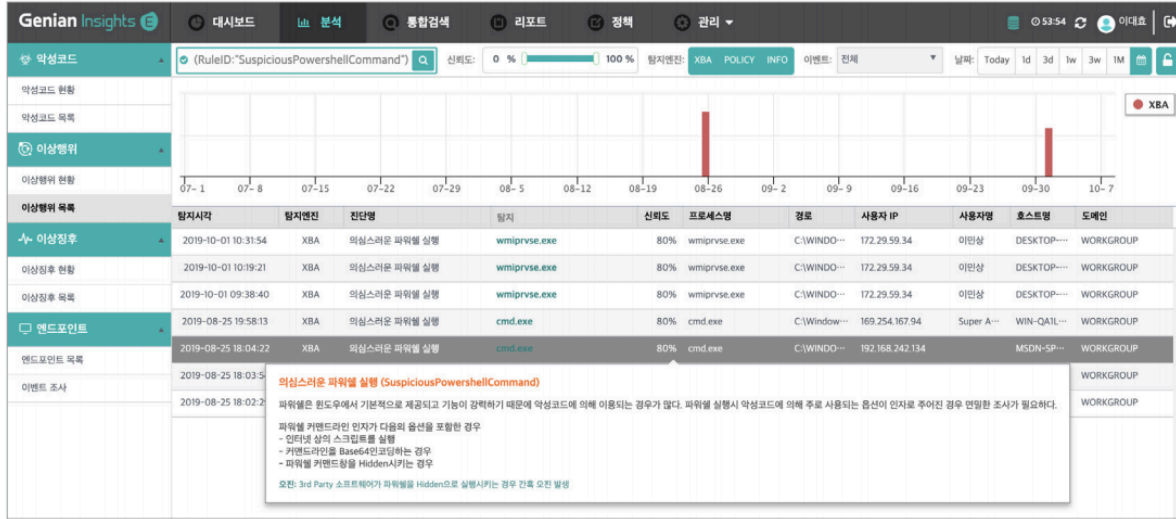 Genian Insights E 대시보드 분석 통합검색 리포트 정책 관리 53:54 이대효
악성코드
악성코드 현황
악성코드 목록
이상행위
이상행위 현황
이상행위 목록
이상징후
이상징후 현황
이상징후 목록
엔드포인트
엔드포인트 목록
이벤트 조사
(RuleID:"SuspiciousPowershellCommand") 신뢰도: 0 % 100 % 탐지엔진: XBA POLICY INFO 이벤트: 전체 날짜: Today 1d 3d 1w 3w 1M
XBA
07- 1 07- 8 07-15 07-22 07-29 08- 5 08-12 08-19 08-26 09- 2 09- 9 09-16 09-23 09-30 10- 7
탐지시각 탐지엔진 진단명 탐지 신뢰도 프로세스명 경로 사용자 IP 사용자명 호스트명 도메인
2019-10-01 10:31:54 XBA 의심스러운 파워쉘 실행 wmiprvse.exe 80% wmiprvse.exe C:\WINDO··· 172.29.59.34 이민상 DESKTOP-··· WORKGROUP
2019-10-01 10:19:21 XBA 의심스러운 파워쉘 실행 wmiprvse.exe 80% wmiprvse.exe C:\WINDO··· 172.29.59.34 이민상 DESKTOP-··· WORKGROUP
2019-10-01 09:38:40 XBA 의심스러운 파워쉘 실행 wmiprvse.exe 80% wmiprvse.exe C:\WINDO··· 172.29.59.34 이민상 DESKTOP-··· WORKGROUP
2019-08-25 19:58:13 XBA 의심스러운 파워쉘 실행 cmd.exe 80% cmd.exe C:\Window··· 169.254.167.94 Super A··· WIN-QA1L··· WORKGROUP
2019-08-25 18:04:22 XBA 의심스러운 파워쉘 실행 cmd.exe 80% cmd.exe C:\WINDO··· 192.168.242.134 MSDN-SP··· WORKGROUP
2019-08-25 18:03:5 WORKGROUP
2019-08-25 18:02:2 WORKGROUP
의심스러운 파워쉘 실행 (SuspiciousPowershellCommand)
파워쉘은 윈도우에서 기본적으로 제공되고 기능이 강력하기 때문에 악성코드에 의해 이용되는 경우가 많다. 파워쉘 실행시 악성코드에 의해 주로 사용되는 옵션이 인자로 주어진 경우 면밀한 조사가 필요하다.
파워쉘 커맨드라인 인자가 다음의 옵션을 포함한 경우
- 인터넷 상의 스크립트를 실행
- 커맨드라인을 Base64인코딩하는 경우
- 파워쉘 커맨드창을 Hidden시키는 경우
오진: 3rd Party 소프트웨어가 파워쉘을 Hidden으로 실행시키는 경우 간혹 오진 발생